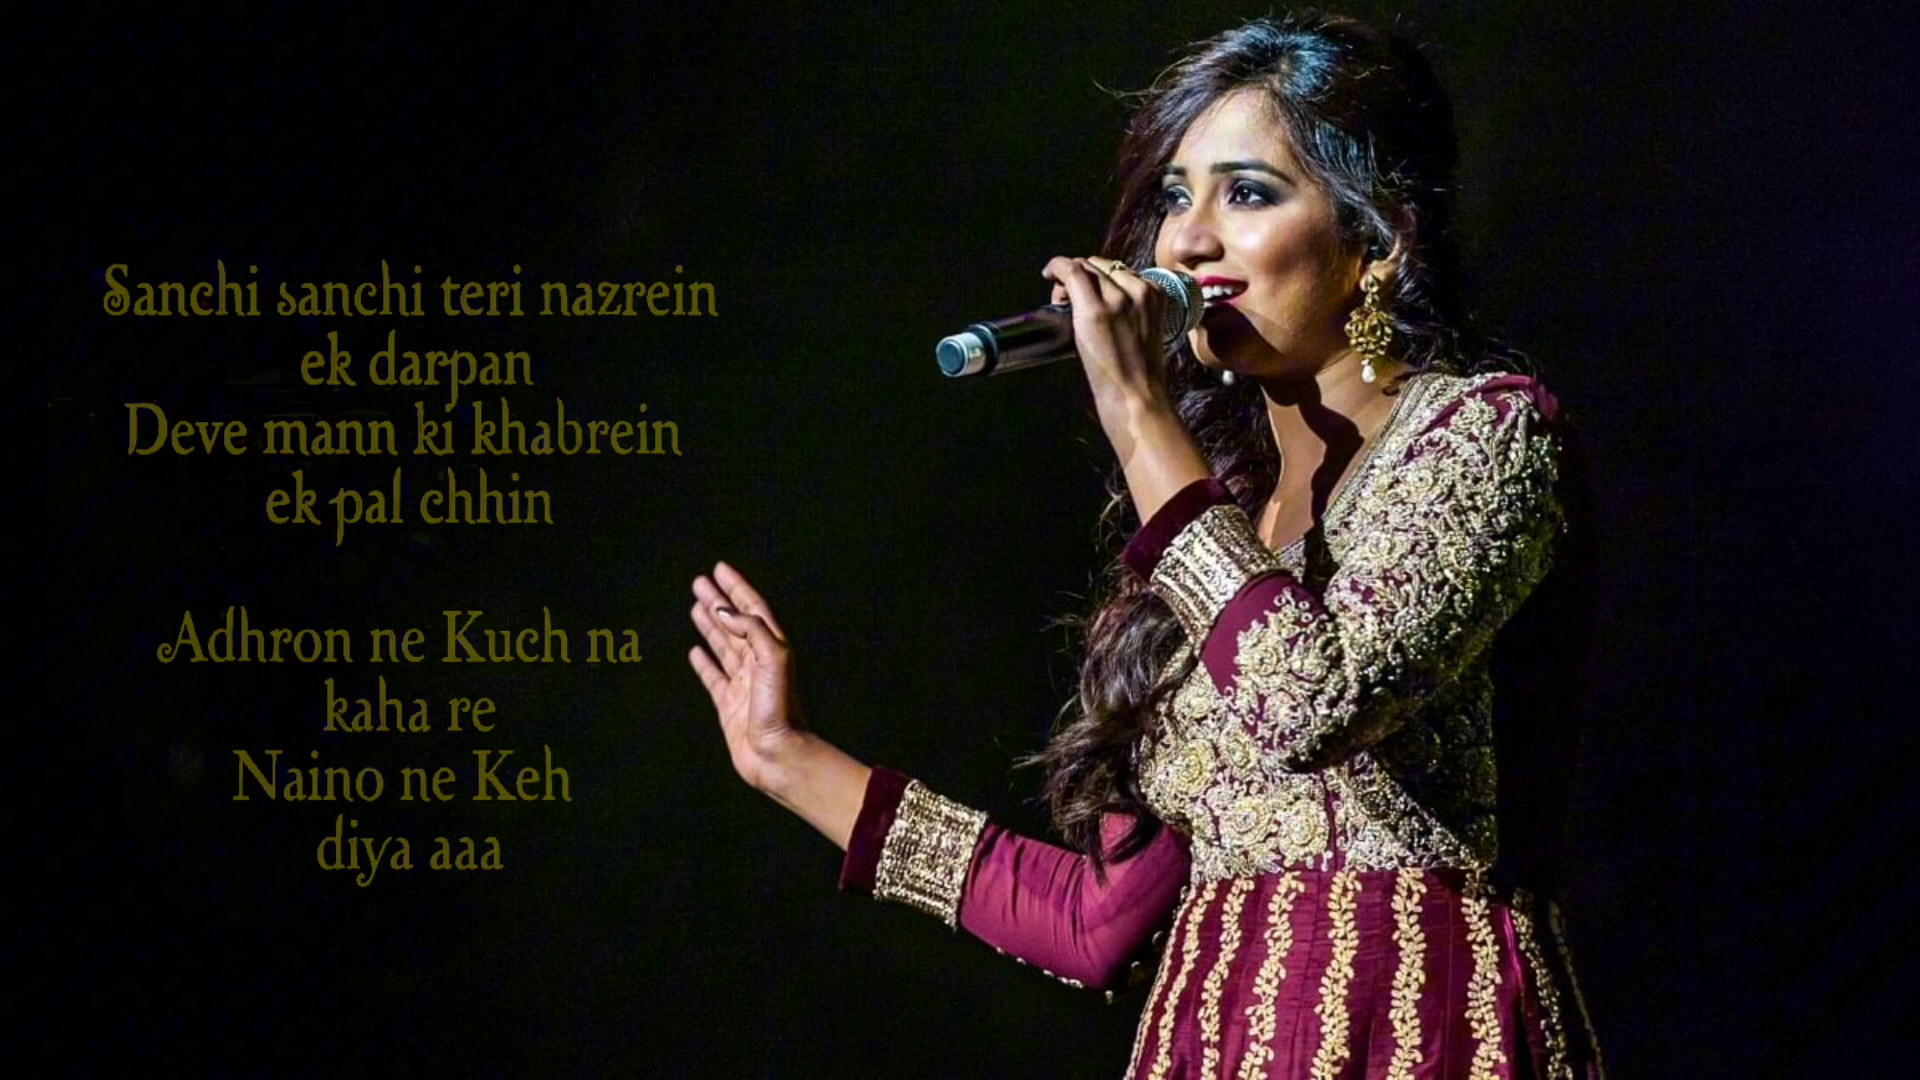 Sanchi sanchi teri nazrein
ek darpan
Deve mann ki khabrein
ek pal chhin
Adhron ne Kuch na
kaha re
Naino ne Keh
diya aaa